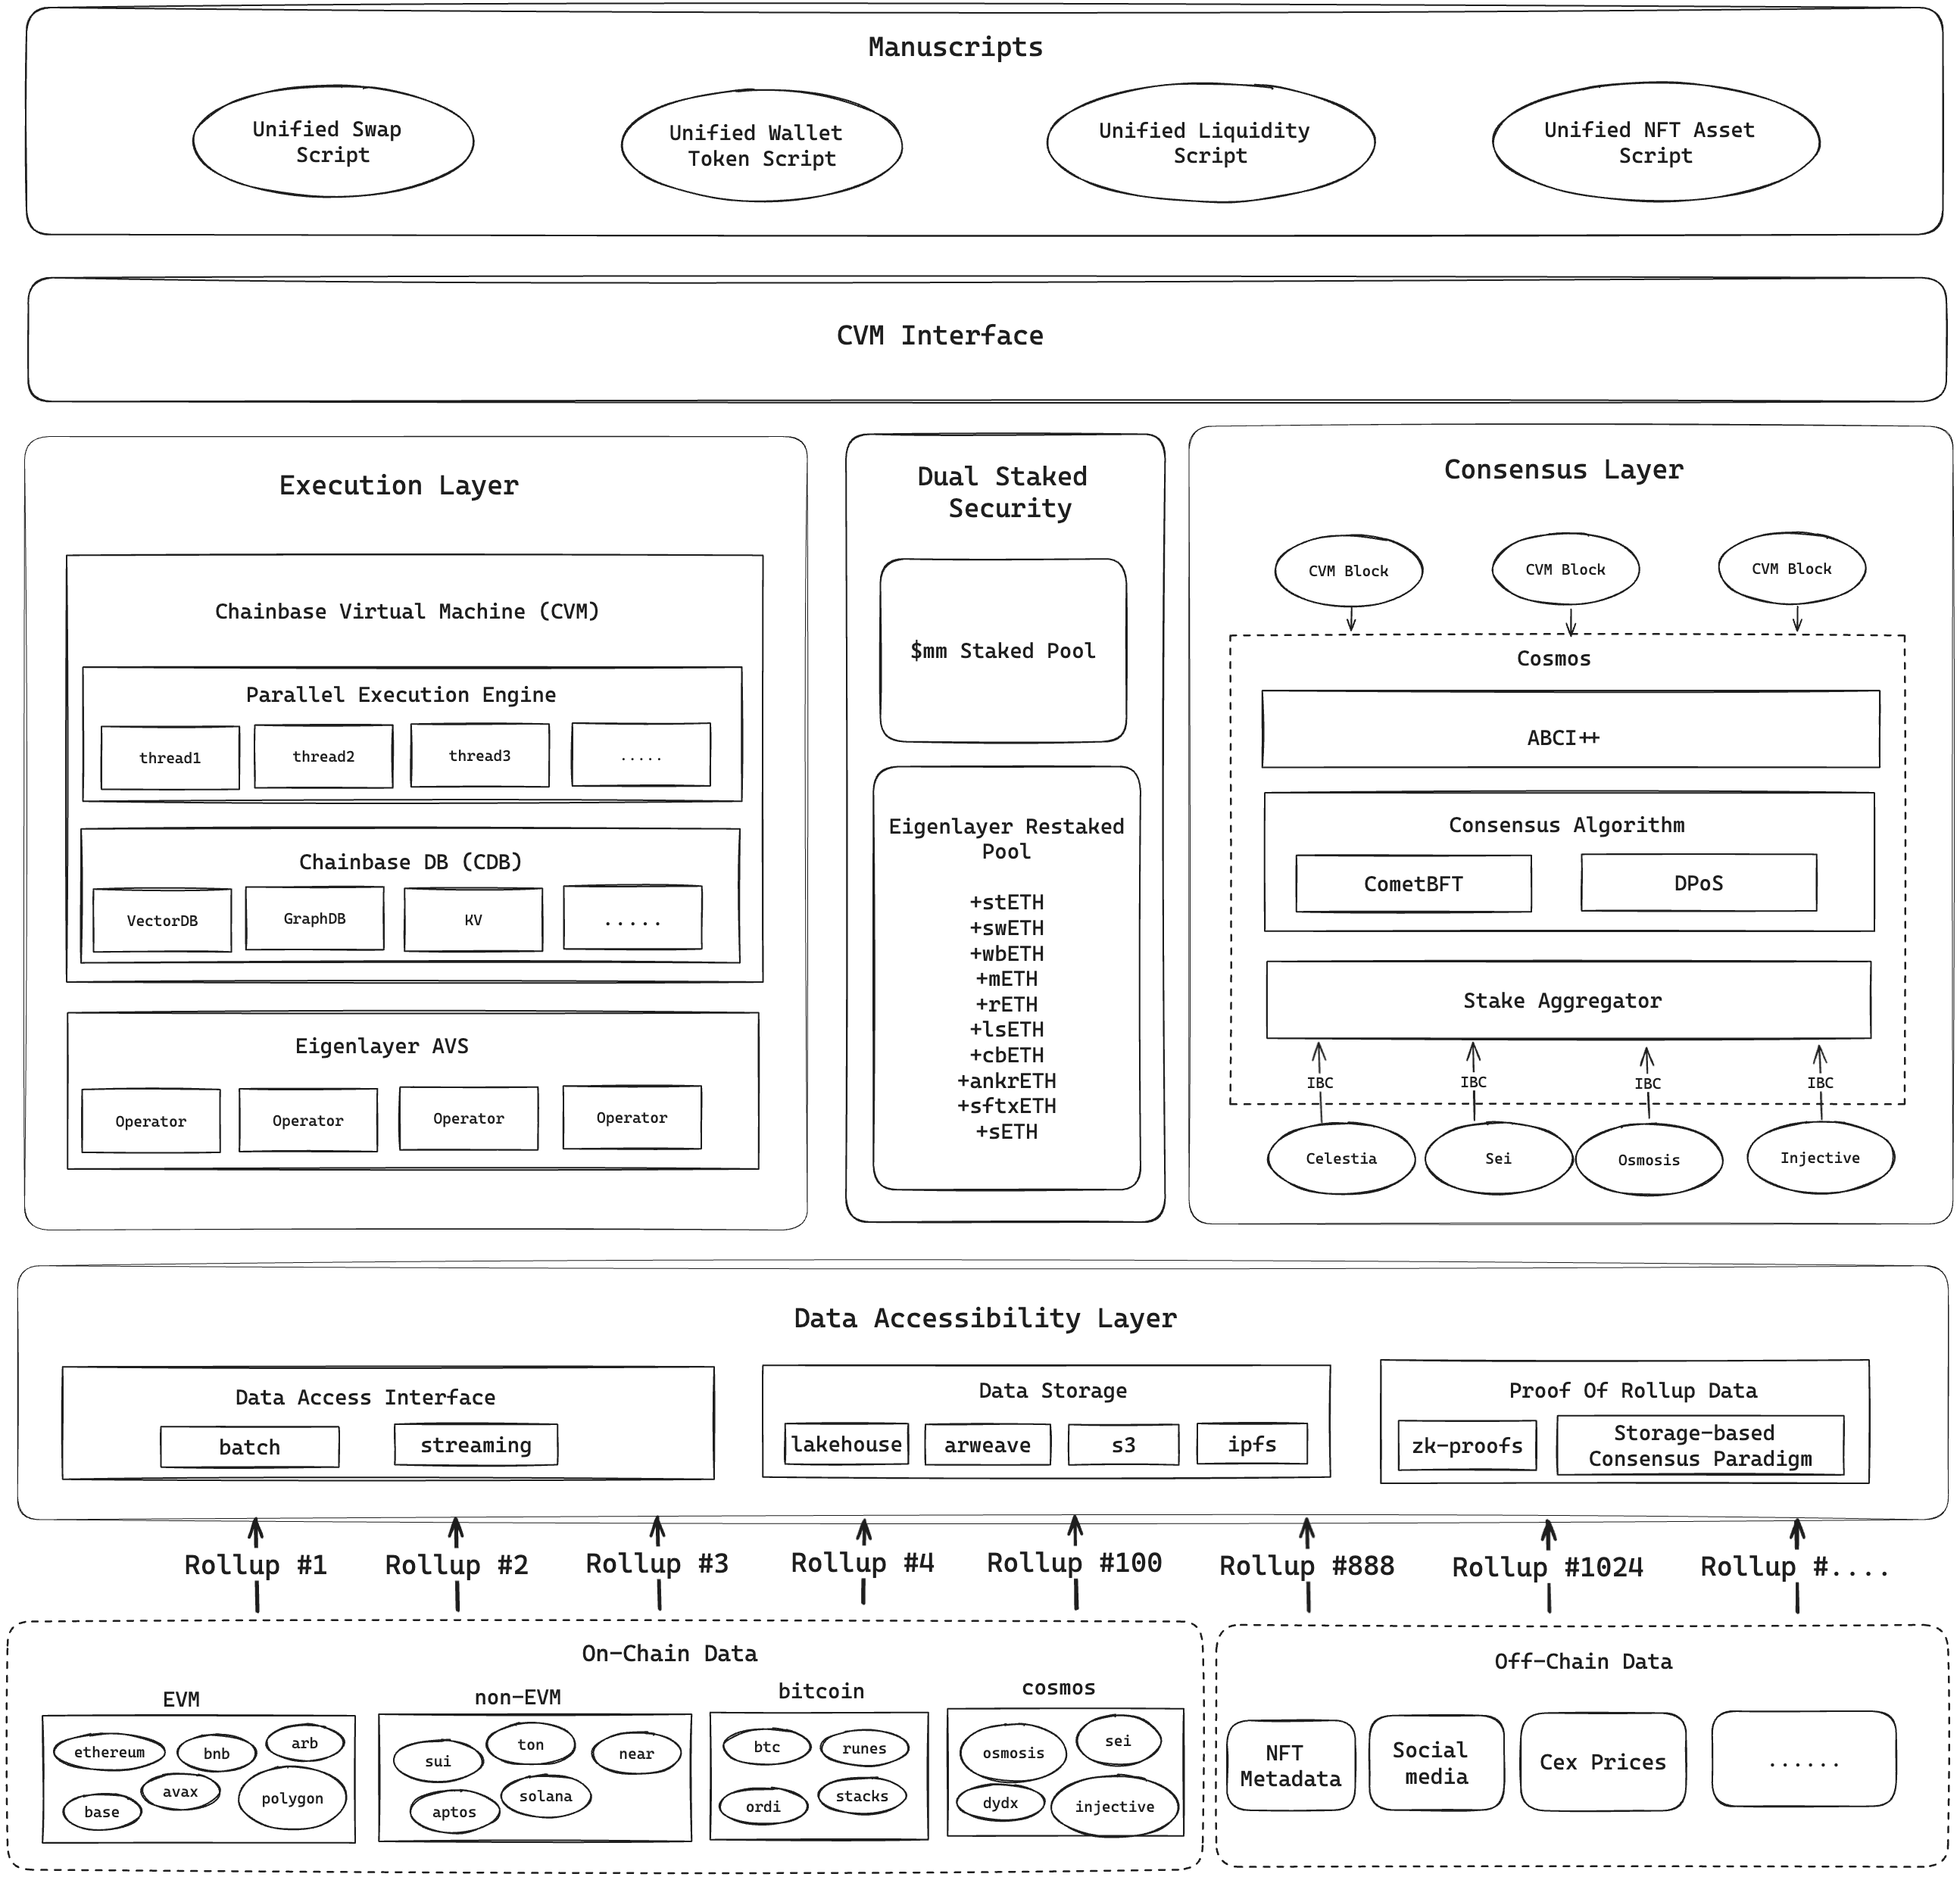 Manuscripts
Unified Swap
Script
Unified Wallet
Token Script
Unified Liquidity
Script
Unified NFT Asset
Script
CVM Interface
Execution Layer
Chainbase Virtual Machine (CVM)
Parallel Execution Engine
thread1
thread2
thread3
.....
Chainbase DB (CDB)
VectorDB
GraphDB
KV
.....
Eigenlayer AVS
Operator
Operator
Operator
Operator
Dual Staked
Security
$mm Staked Pool
Eigenlayer Restaked
Pool
+stETH
+swETH
+wbETH
+mETH
+rETH
+lsETH
+cbETH
+ankrETH
+sftxETH
+sETH
Consensus Layer
CVM Block
CVM Block
CVM Block
Cosmos
ABCI++
Consensus Algorithm
CometBFT
DPoS
Stake Aggregator
IBC
IBC
IBC
IBC
Celestia
Sei
Osmosis
Injective
Data Accessibility Layer
Data Access Interface
batch
streaming
Data Storage
lakehouse
arweave
s3
ipfs
Proof Of Rollup Data
zk-proofs
Storage-based
Consensus Paradigm
Rollup #1
Rollup #2
Rollup #3
Rollup #4
Rollup #100
Rollup #888
Rollup #1024
Rollup #....
On-Chain Data
EVM
ethereum
bnb
arb
base
avax
polygon
non-EVM
sui
ton
near
aptos
solana
bitcoin
btc
runes
ordi
stacks
cosmos
osmosis
sei
dydx
injective
Off-Chain Data
NFT
Metadata
Social
media
Cex Prices
......